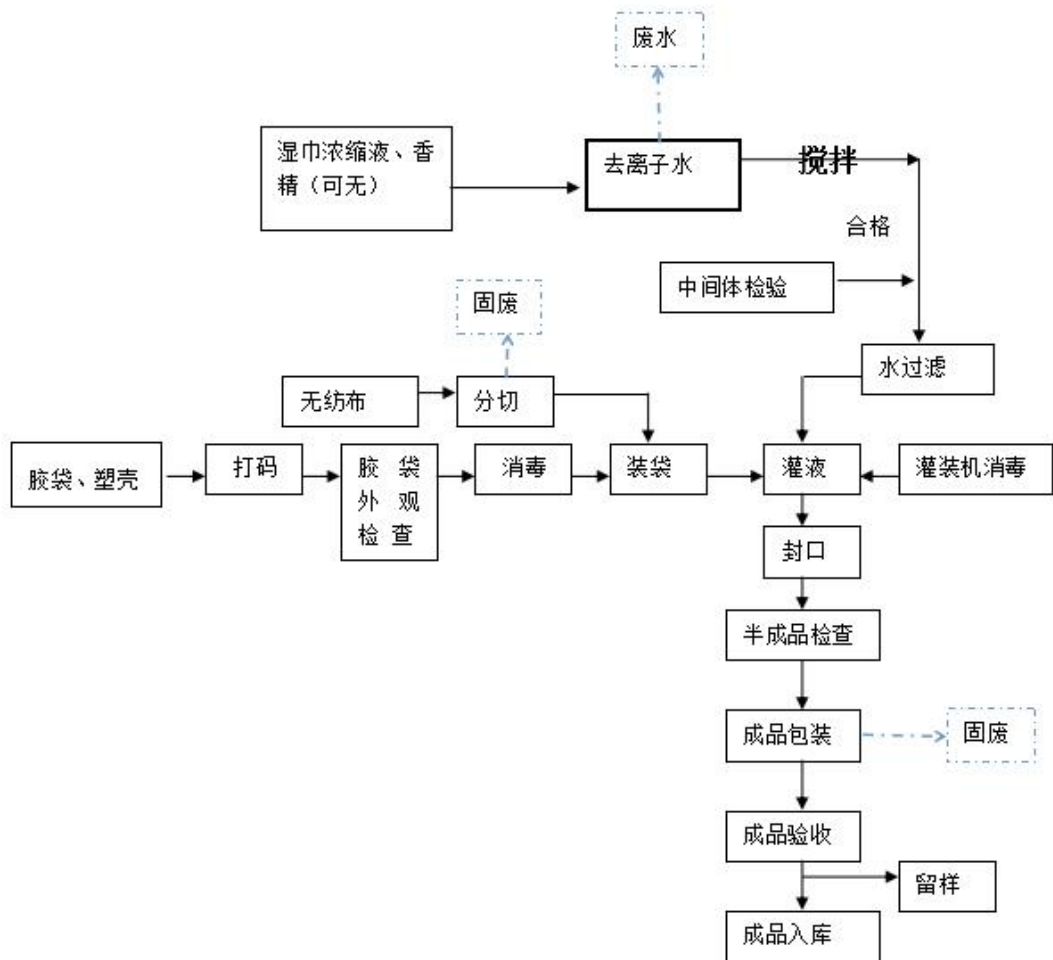 废水
湿巾浓缩液、香
精（可无）
去离子水
搅拌
合格
中间体检验
固废
水过滤
无纺布
分切
胶袋、塑壳
打码
胶 袋
外 观
检 查
消毒
装袋
灌液
灌装机消毒
封口
半成品检查
成品包装
固废
成品验收
留样
成品入库